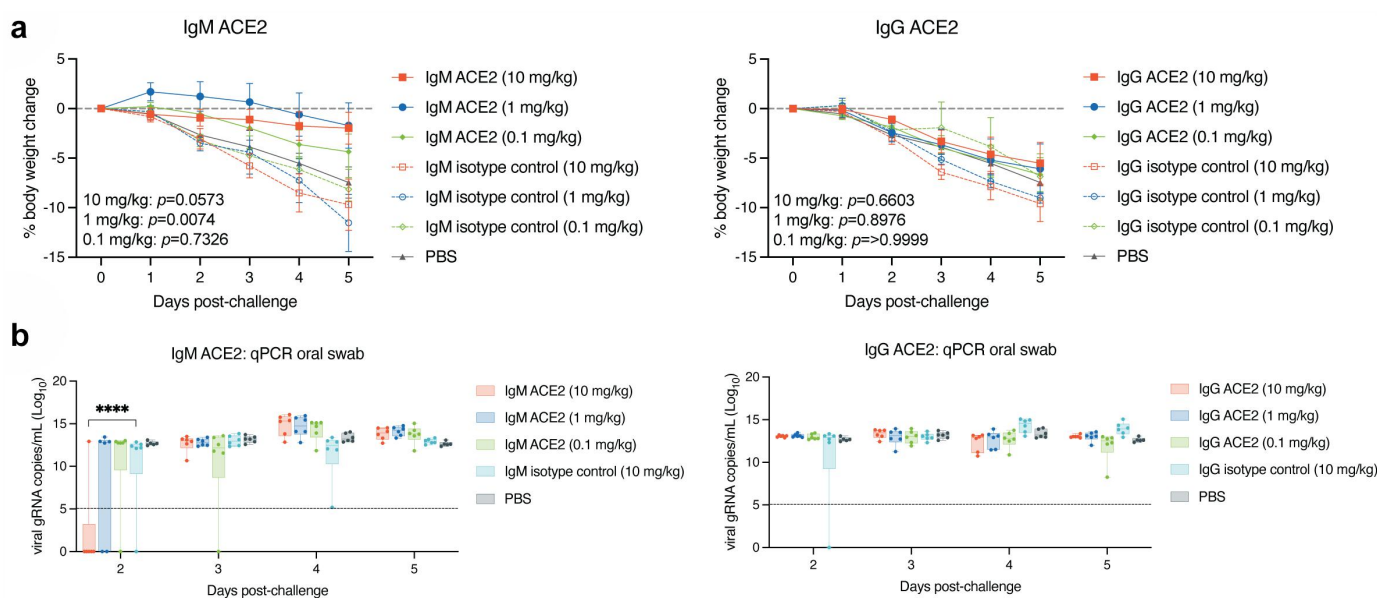 a
IgM ACE2
% body weight change
5
0
-5
-10
-15
10 mg/kg: p=0.0573
1 mg/kg: p=0.0074
0.1 mg/kg: p=0.7326
0 1 2 3 4 5
Days post-challenge
IgM ACE2 (10 mg/kg)
IgM ACE2 (1 mg/kg)
IgM ACE2 (0.1 mg/kg)
IgM isotype control (10 mg/kg)
IgM isotype control (1 mg/kg)
IgM isotype control (0.1 mg/kg)
PBS
IgG ACE2
% body weight change
5
0
-5
-10
-15
10 mg/kg: p=0.6603
1 mg/kg: p=0.8976
0.1 mg/kg: p=>0.9999
0 1 2 3 4 5
Days post-challenge
IgG ACE2 (10 mg/kg)
IgG ACE2 (1 mg/kg)
IgG ACE2 (0.1 mg/kg)
IgG isotype control (10 mg/kg)
IgG isotype control (1 mg/kg)
IgG isotype control (0.1 mg/kg)
PBS
b
IgM ACE2: qPCR oral swab
viral gRNA copies/mL (Log10)
20
15
10
5
0
****
2 3 4 5
Days post-challenge
IgM ACE2 (10 mg/kg)
IgM ACE2 (1 mg/kg)
IgM ACE2 (0.1 mg/kg)
IgM isotype control (10 mg/kg)
PBS
IgG ACE2: qPCR oral swab
viral gRNA copies/mL (Log10)
20
15
10
5
0
2 3 4 5
Days post-challenge
IgG ACE2 (10 mg/kg)
IgG ACE2 (1 mg/kg)
IgG ACE2 (0.1 mg/kg)
IgG isotype control (10 mg/kg)
PBS